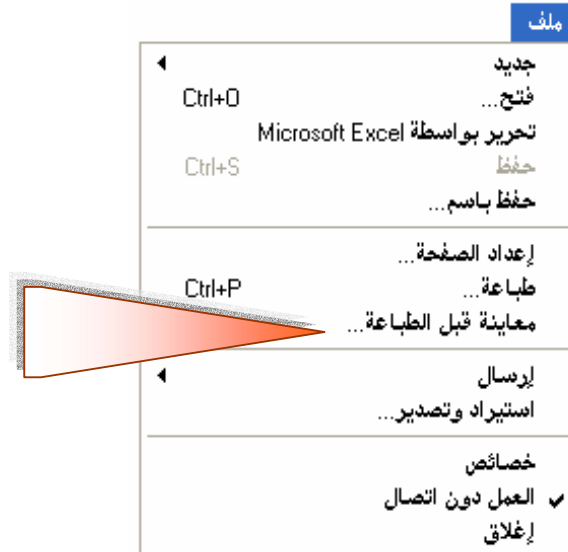 ملف
جديد
فتح... Ctrl+O
تحرير بواسطة Microsoft Excel
حفظ Ctrl+S
حفظ باسم...
إعداد الصفحة...
طباعة... Ctrl+P
معاينة قبل الطباعة...
إرسال
استيراد وتصدير...
خصائص
العمل دون اتصال
إغلاق